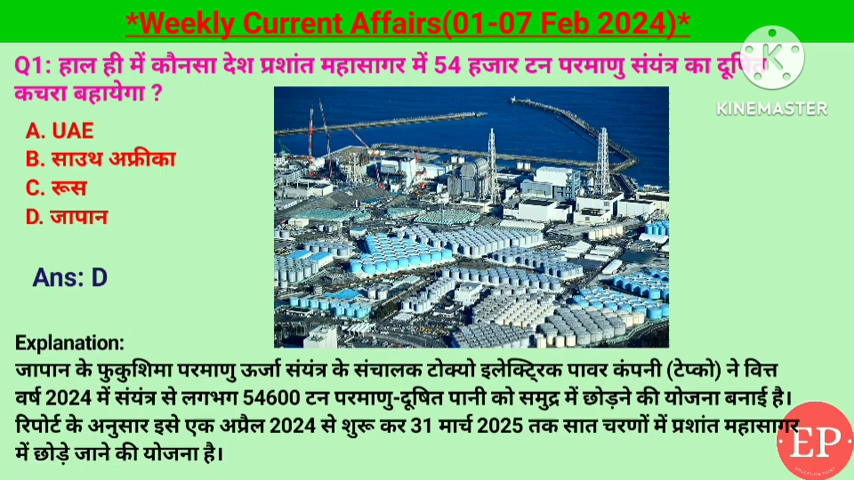 *Weekly Current Affairs(01-07 Feb 2024)*
Q1: हाल ही में कौनसा देश प्रशांत महासागर में 54 हजार टन परमाणु संयंत्र का दूषित
कचरा बहायेगा ?
KINEMASTER
A. UAE
B. साउथ अफ्रीका
C. रूस
D. जापान
Ans: D
Explanation:
जापान के फुकुशिमा परमाणु ऊर्जा संयंत्र के संचालक टोक्यो इलेक्ट्रिक पावर कंपनी (टेप्को) ने वित्त
वर्ष 2024 में संयंत्र से लगभग 54600 टन परमाणु-दूषित पानी को समुद्र में छोड़ने की योजना बनाई है।
रिपोर्ट के अनुसार इसे एक अप्रैल 2024 से शुरू कर 31 मार्च 2025 तक सात चरणों में प्रशांत महासागर
में छोड़े जाने की योजना है।
EP